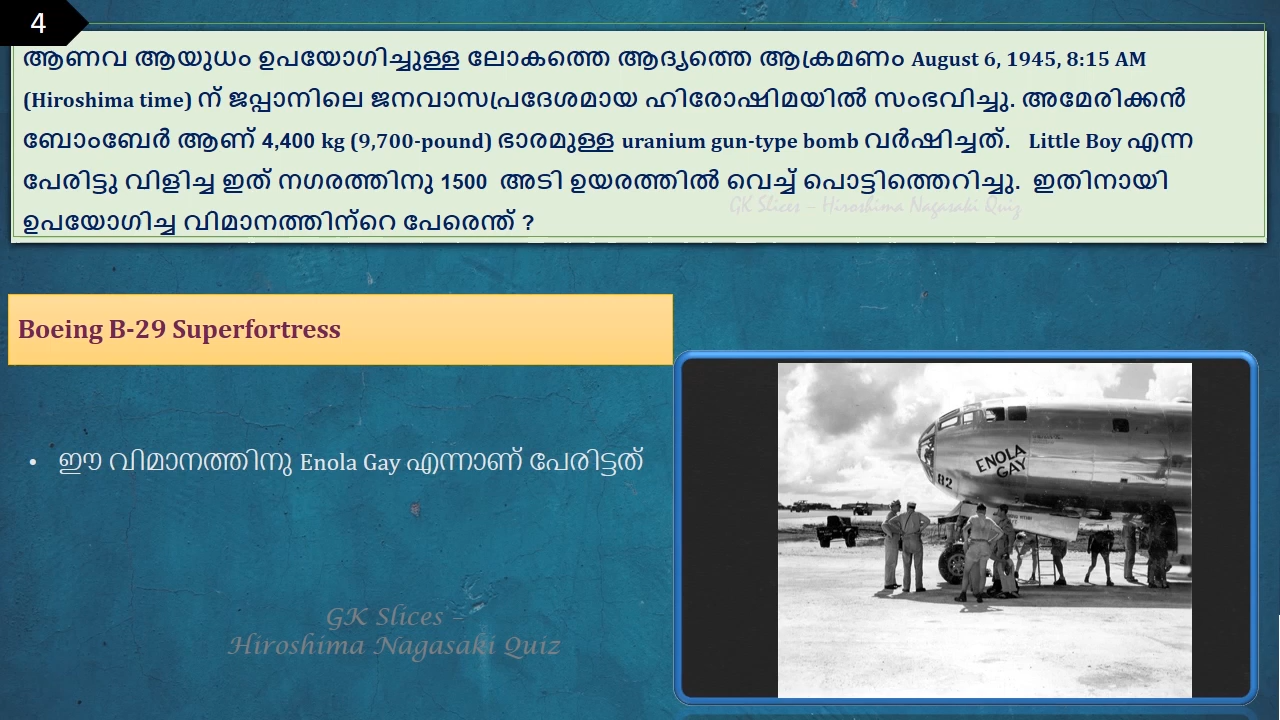 4
ആണവ ആയുധം ഉപയോഗിച്ചുള്ള ലോകത്തെ ആദ്യത്തെ ആക്രമണം August 6, 1945, 8:15 AM
(Hiroshima time) ന് ജപ്പാനിലെ ജനവാസപ്രദേശമായ ഹിരോഷിമയിൽ സംഭവിച്ചു. അമേരിക്കൻ
ബോംബേർ ആണ് 4,400 kg (9,700-pound) ഭാരമുള്ള uranium gun-type bomb വർഷിച്ചത്. Little Boy എന്ന
പേരിട്ടു വിളിച്ച ഇത് നഗരത്തിനു 1500 അടി ഉയരത്തിൽ വെച്ച് പൊട്ടിത്തെറിച്ചു. ഇതിനായി
GK Slices – Hiroshima Nagasaki Quiz
ഉപയോഗിച്ച വിമാനത്തിന്റെ പേരെന്ത് ?
Boeing B-29 Superfortress
• ഈ വിമാനത്തിനു Enola Gay എന്നാണ് പേരിട്ടത്
ENOLA
GAY
82
GK Slices –
Hiroshima Nagasaki Quiz